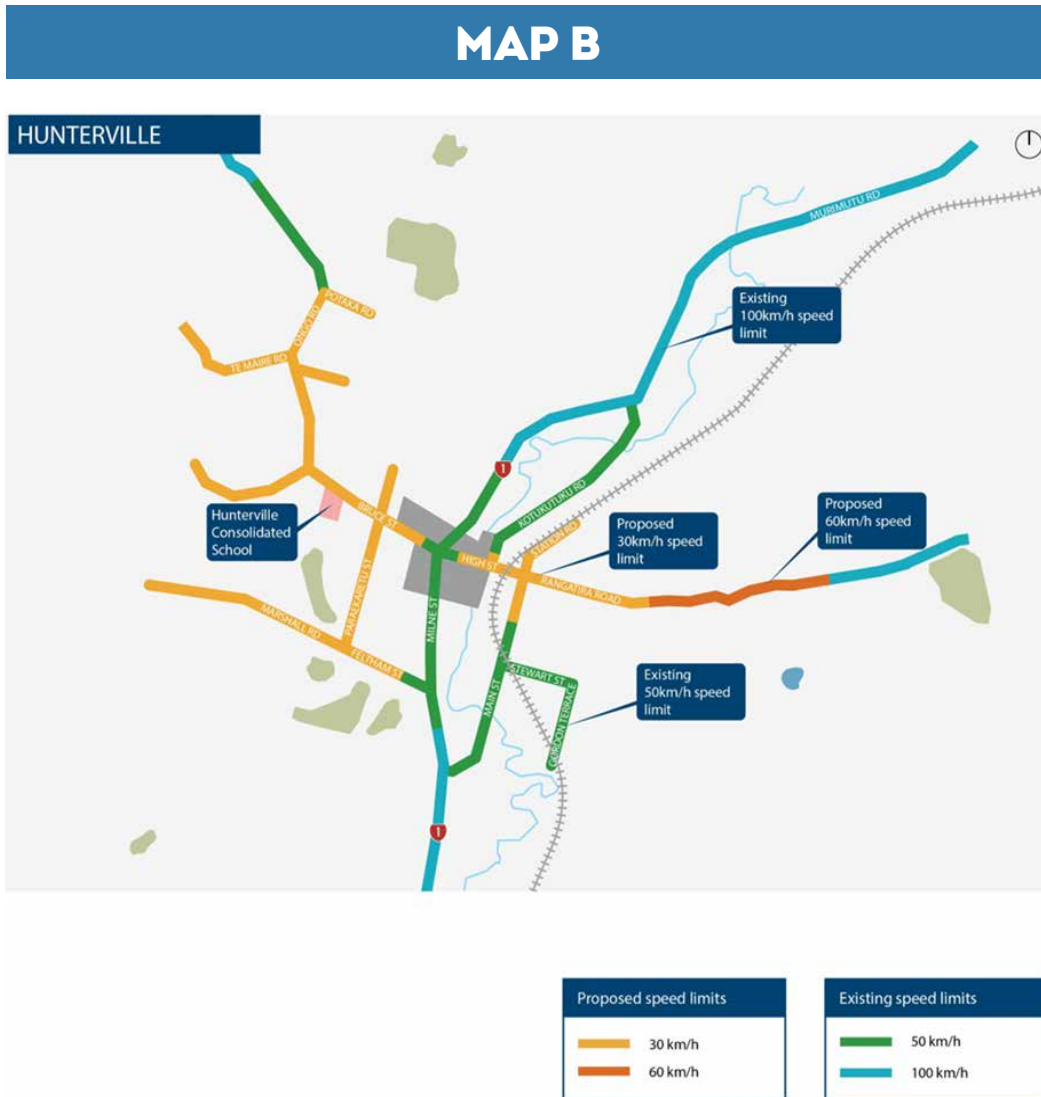 MAP B
HUNTERVILLE
MURIMUTU RD
POTAKA RD
ONGO RD
TE MAIRE RD
Existing
100km/h speed
limit
1
KOTUKUTUKU RD
BRUCE ST
Hunterville
Consolidated
School
HIGH ST
STATION RD
Proposed
30km/h speed
limit
Proposed
60km/h speed
limit
RANGATIRA ROAD
PARAEKARETU ST
MARSHALL RD
FELTHAM ST
MILNE ST
MAIN ST
STEWART ST
GORDON TERRACE
Existing
50km/h speed
limit
1
Proposed speed limits
30 km/h
60 km/h
Existing speed limits
50 km/h
100 km/h